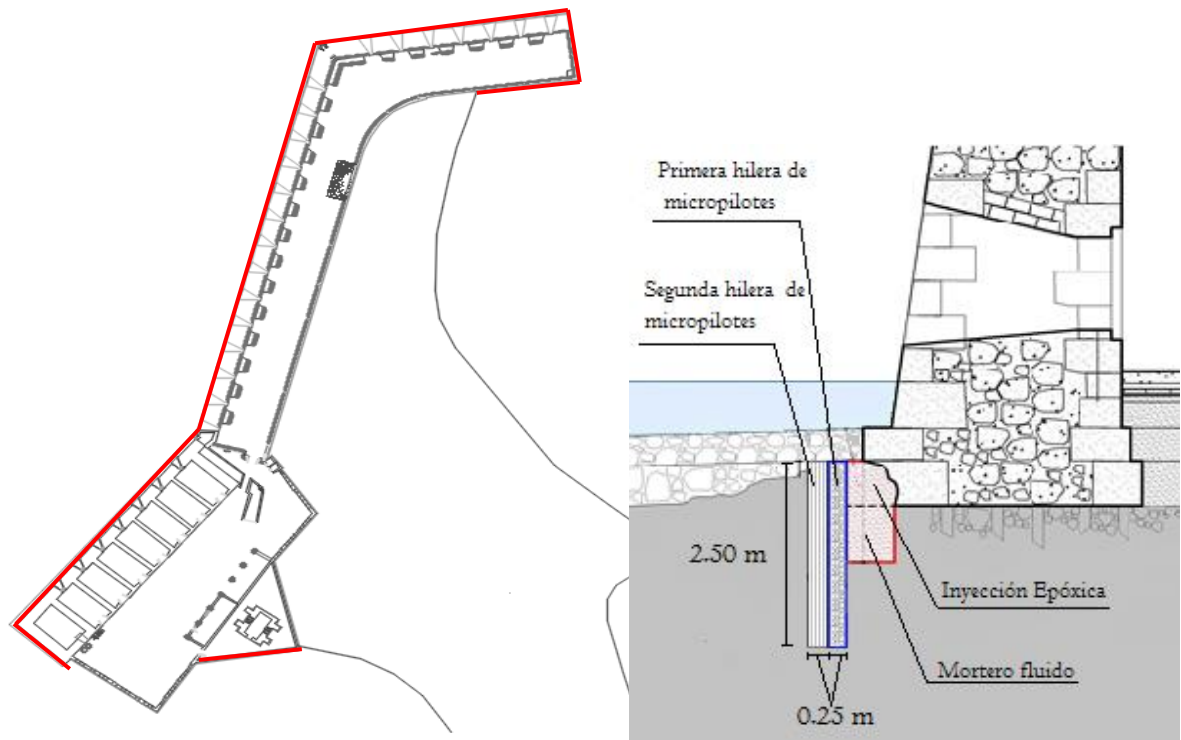 Primera hilera de
micropilotes
Segunda hilera de
micropilotes
2.50 m
Inyección Epóxica
Mortero fluido
0.25 m